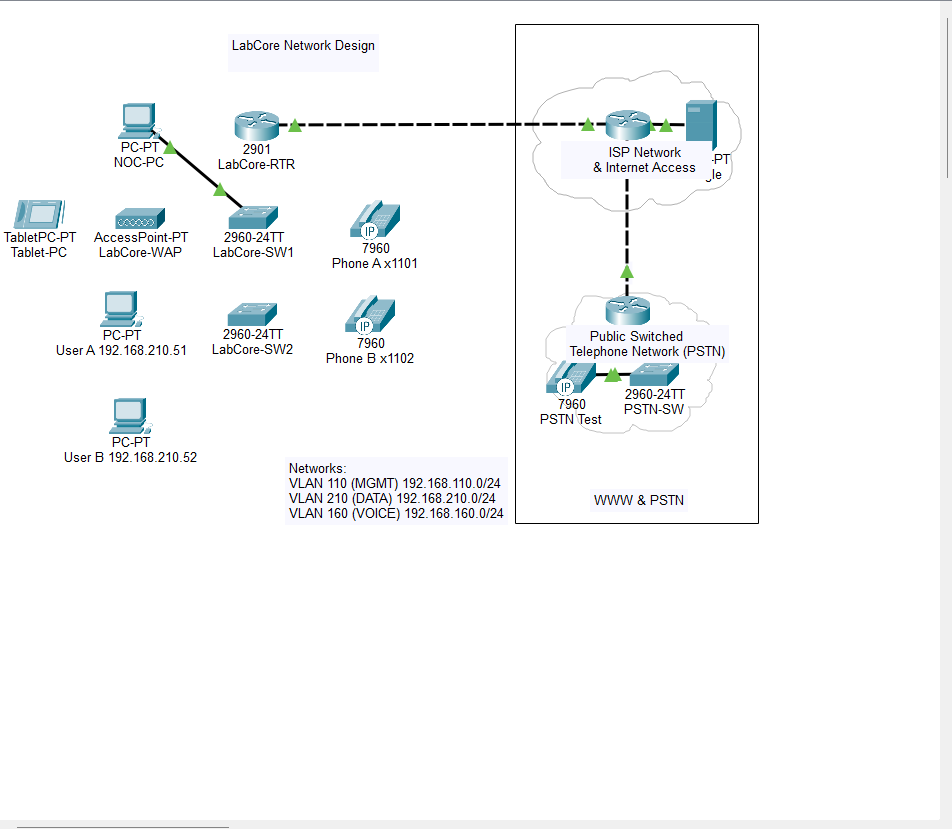 LabCore Network Design
PC-PT
NOC-PC
2901
LabCore-RTR
ISP Network
& Internet Access
-PT
TabletPC-PT
Tablet-PC
AccessPoint-PT
LabCore-WAP
2960-24TT
LabCore-SW1
IP
7960
Phone A x1101
PC-PT
User A 192.168.210.51
2960-24TT
LabCore-SW2
IP
7960
Phone B x1102
Public Switched
Telephone Network (PSTN)
IP
7960
PSTN Test
2960-24TT
PSTN-SW
PC-PT
User B 192.168.210.52
Networks:
VLAN 110 (MGMT) 192.168.110.0/24
VLAN 210 (DATA) 192.168.210.0/24
VLAN 160 (VOICE) 192.168.160.0/24
WWW & PSTN